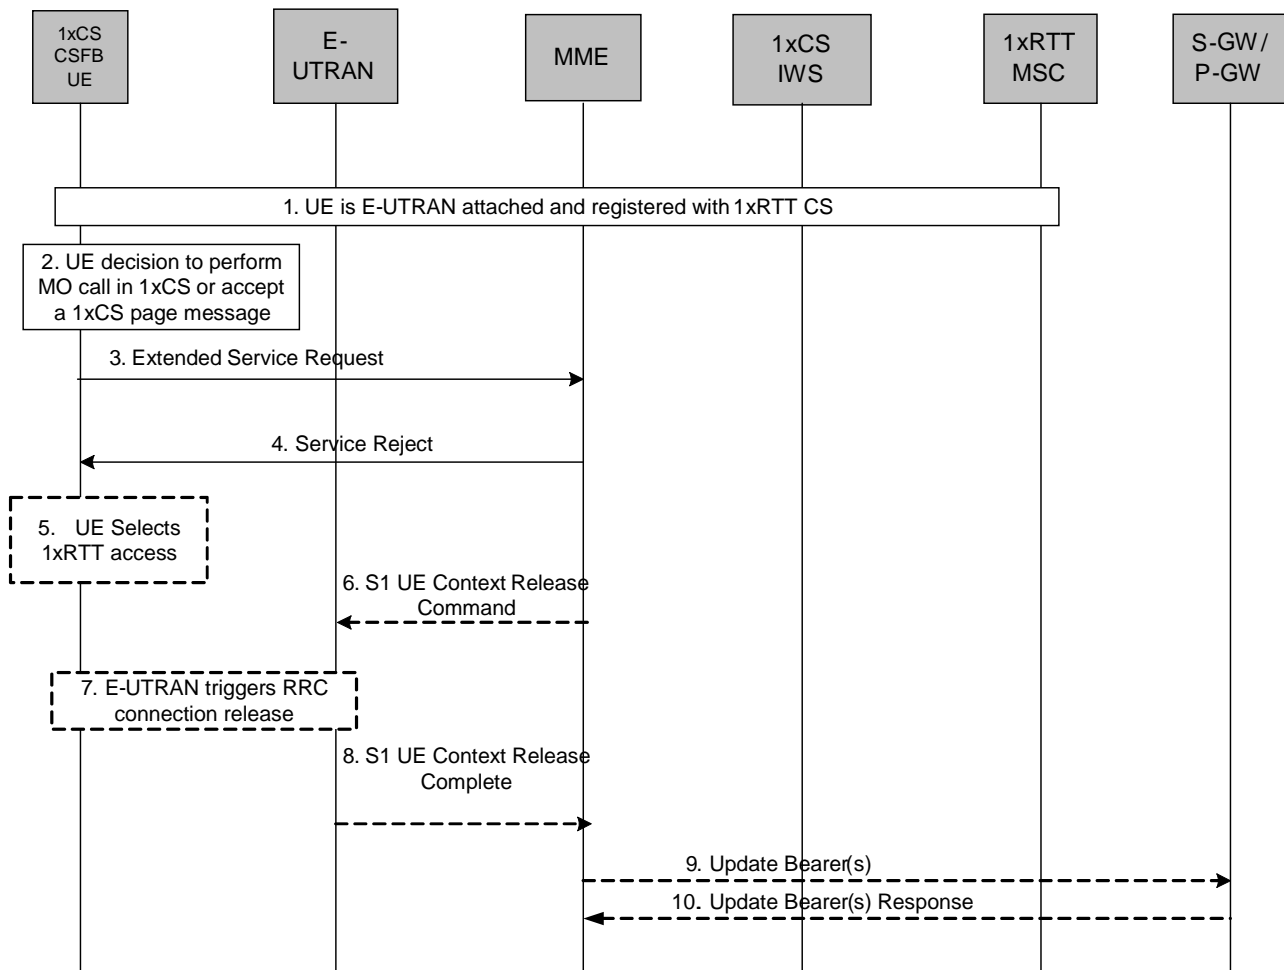 1xCS
CSFB
UE
E-
UTRAN
MME
1xCS
IWS
1xRTT
MSC
S-GW/
P-GW
1. UE is E-UTRAN attached and registered with 1xRTT CS
2. UE decision to perform
MO call in 1xCS or accept
a 1xCS page message
3. Extended Service Request
4. Service Reject
5. UE Selects
1xRTT access
6. S1 UE Context Release
Command
7. E-UTRAN triggers RRC
connection release
8. S1 UE Context Release
Complete
9. Update Bearer(s)
10. Update Bearer(s) Response